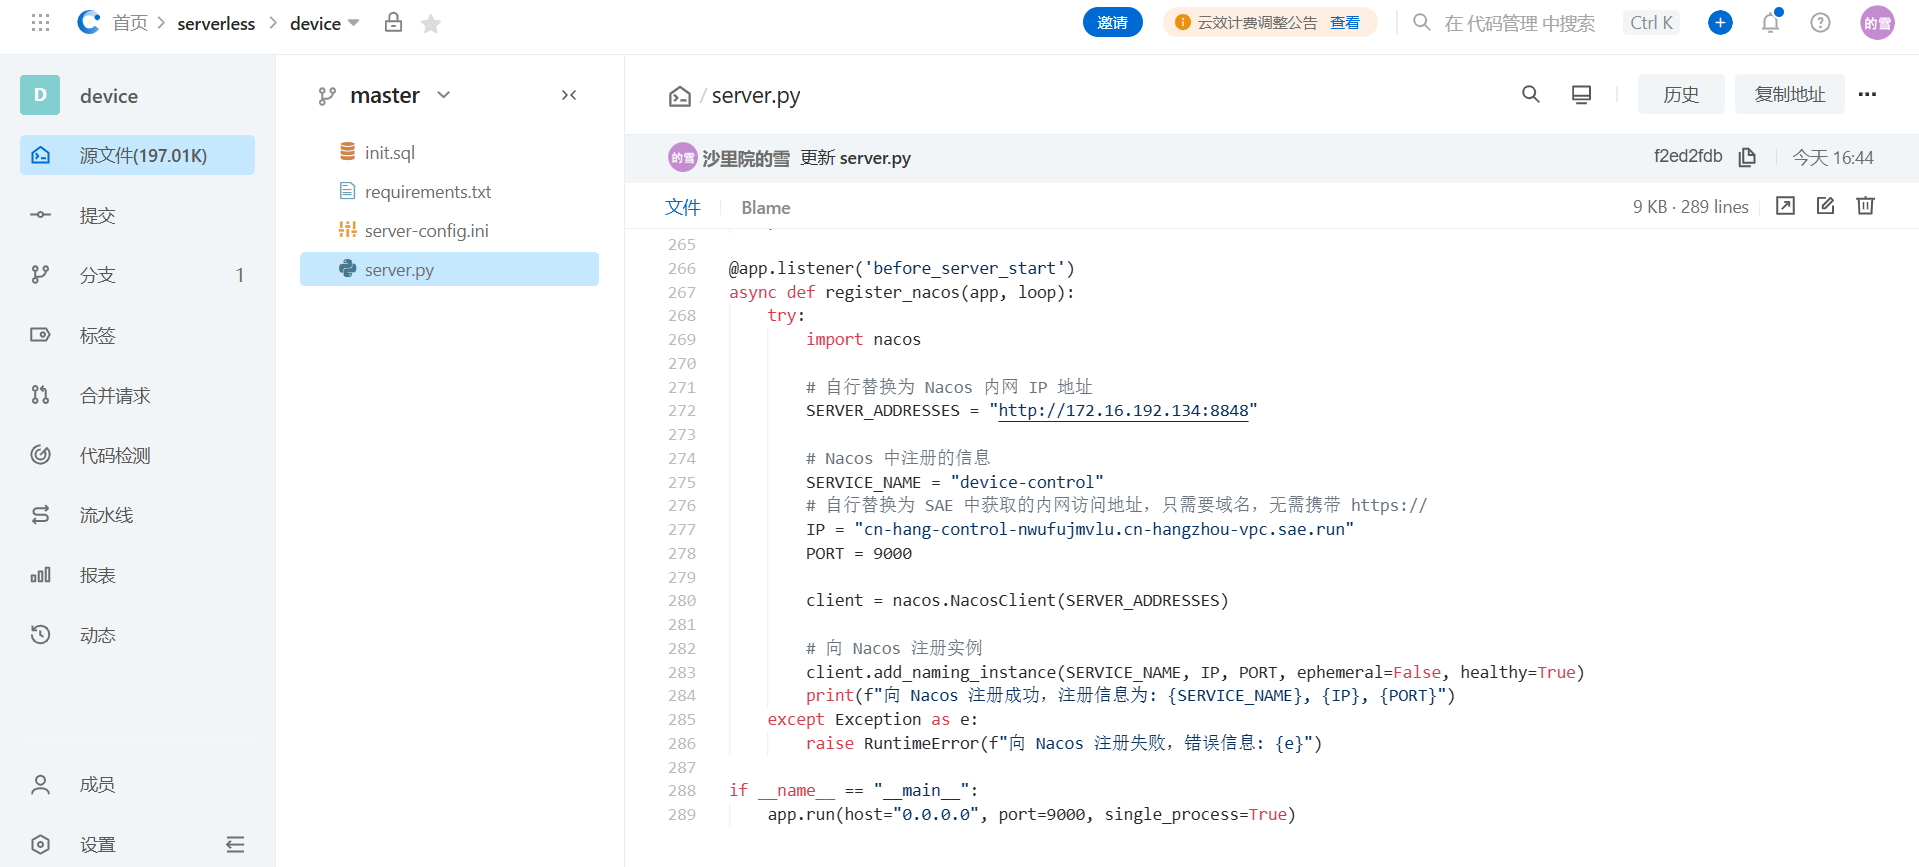 首页 serverless device
邀请 云效计费调整公告 查看 在 代码管理 中搜索 Ctrl K 的雪
D device
源文件(197.01K)
提交
分支 1
标签
合并请求
代码检测
流水线
报表
动态
成员
设置
master
init.sql
requirements.txt
server-config.ini
server.py
/ server.py
历史 复制地址
的雪 沙里院的雪 更新 server.py f2ed2fdb 今天 16:44
文件 Blame 9 KB · 289 lines
265
266 @app.listener('before_server_start')
267 async def register_nacos(app, loop):
268 try:
269 import nacos
270
271 # 自行替换为 Nacos 内网 IP 地址
272 SERVER_ADDRESSES = "http://172.16.192.134:8848"
273
274 # Nacos 中注册的信息
275 SERVICE_NAME = "device-control"
276 # 自行替换为 SAE 中获取的内网访问地址，只需要域名，无需携带 https://
277 IP = "cn-hang-control-nwufujmvlu.cn-hangzhou-vpc.sae.run"
278 PORT = 9000
279
280 client = nacos.NacosClient(SERVER_ADDRESSES)
281
282 # 向 Nacos 注册实例
283 client.add_naming_instance(SERVICE_NAME, IP, PORT, ephemeral=False, healthy=True)
284 print(f"向 Nacos 注册成功，注册信息为: {SERVICE_NAME}, {IP}, {PORT}")
285 except Exception as e:
286 raise RuntimeError(f"向 Nacos 注册失败，错误信息: {e}")
287
288 if __name__ == "__main__":
289 app.run(host="0.0.0.0", port=9000, single_process=True)